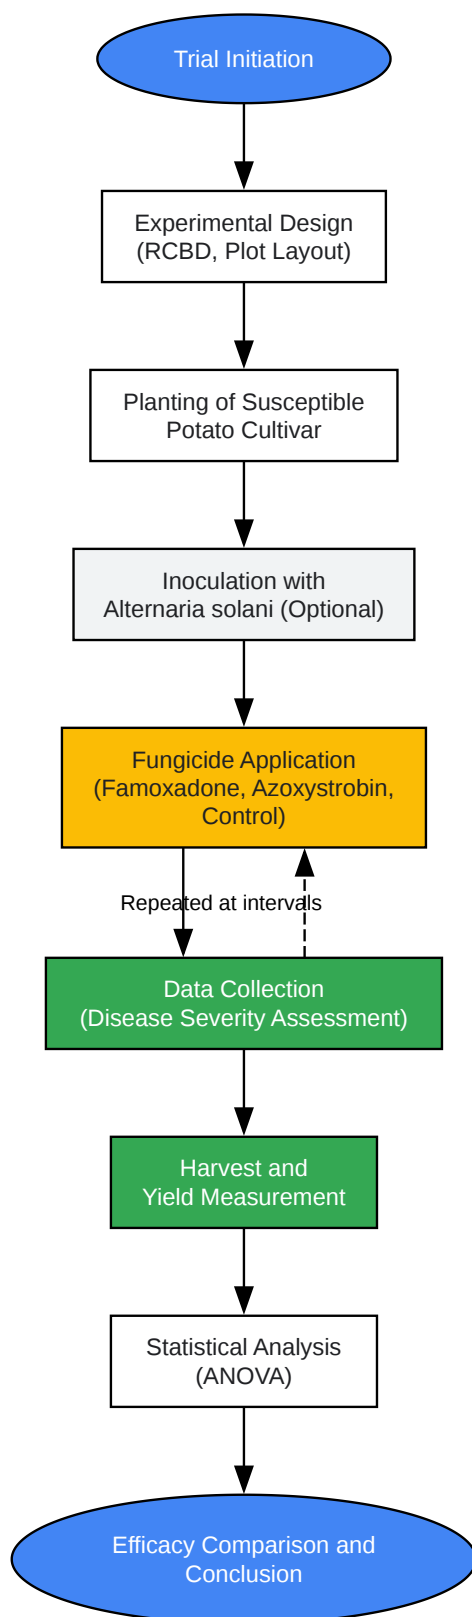 Trial Initiation
Experimental Design
(RCBD, Plot Layout)
Planting of Susceptible
Potato Cultivar
Inoculation with
Alternaria solani (Optional)
Fungicide Application
(Famoxadone, Azoxystrobin,
Control)
Repeated at intervals
Data Collection
(Disease Severity Assessment)
Harvest and
Yield Measurement
Statistical Analysis
(ANOVA)
Efficacy Comparison and
Conclusion